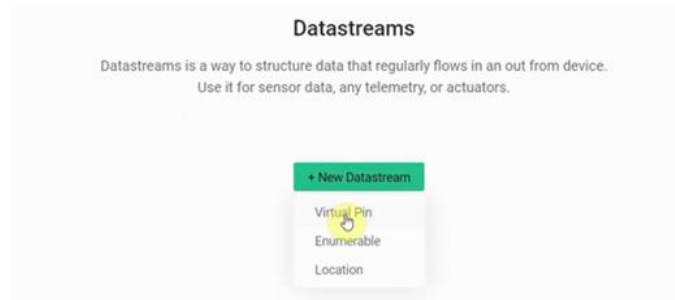 Datastreams
Datastreams is a way to structure data that regularly flows in an out from device.
Use it for sensor data, any telemetry, or actuators.
+ New Datastream
Virtual Pin
Enumerable
Location